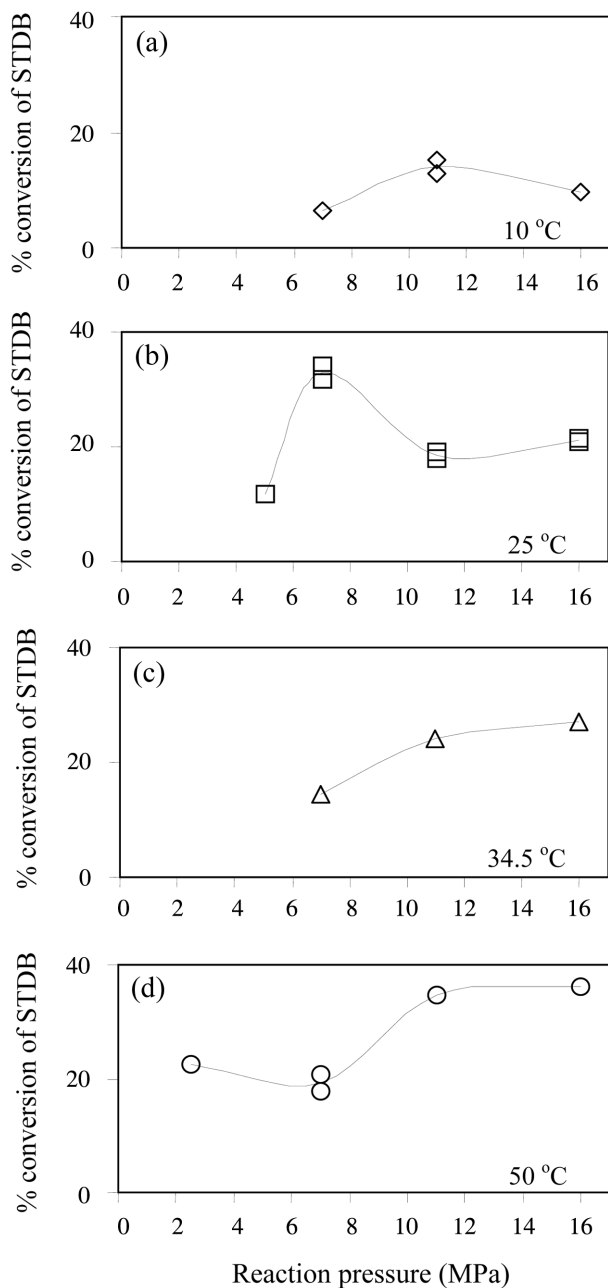 % conversion of STDB
40
20
0
(a)
10 °C
0 2 4 6 8 10 12 14 16
% conversion of STDB
40
20
0
(b)
25 °C
0 2 4 6 8 10 12 14 16
% conversion of STDB
40
20
0
(c)
34.5 °C
0 2 4 6 8 10 12 14 16
% conversion of STDB
40
20
0
(d)
50 °C
0 2 4 6 8 10 12 14 16
Reaction pressure (MPa)